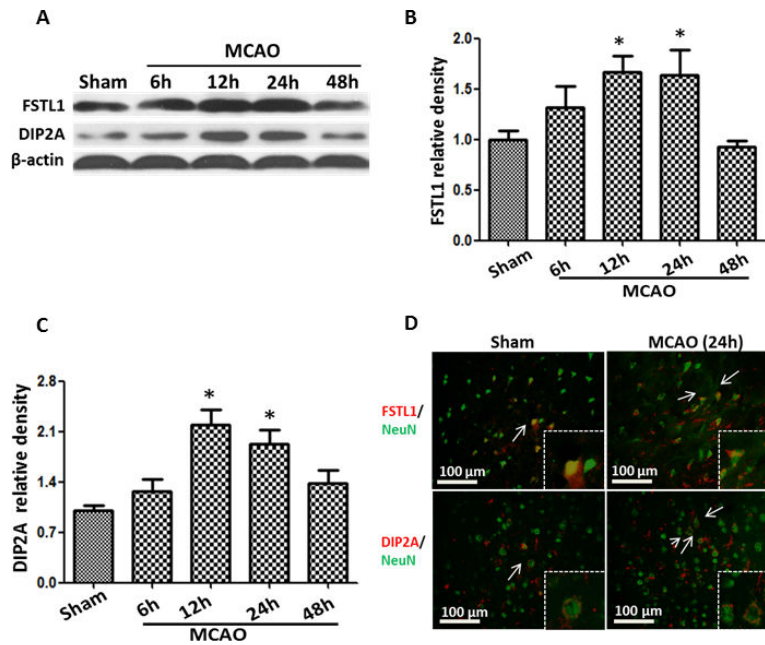 A
MCAO
Sham 6h 12h 24h 48h
FSTL1
DIP2A
β-actin
B
FSTL1 relative density
2.0
1.5
1.0
0.5
0.0
* *
Sham 6h 12h 24h 48h
MCAO
C
DIP2A relative density
2.8
2.1
1.4
0.7
0.0
* *
Sham 6h 12h 24h 48h
MCAO
D
Sham MCAO (24h)
FSTL1/
NeuN
100 µm 100 µm
DIP2A/
NeuN
100 µm 100 µm